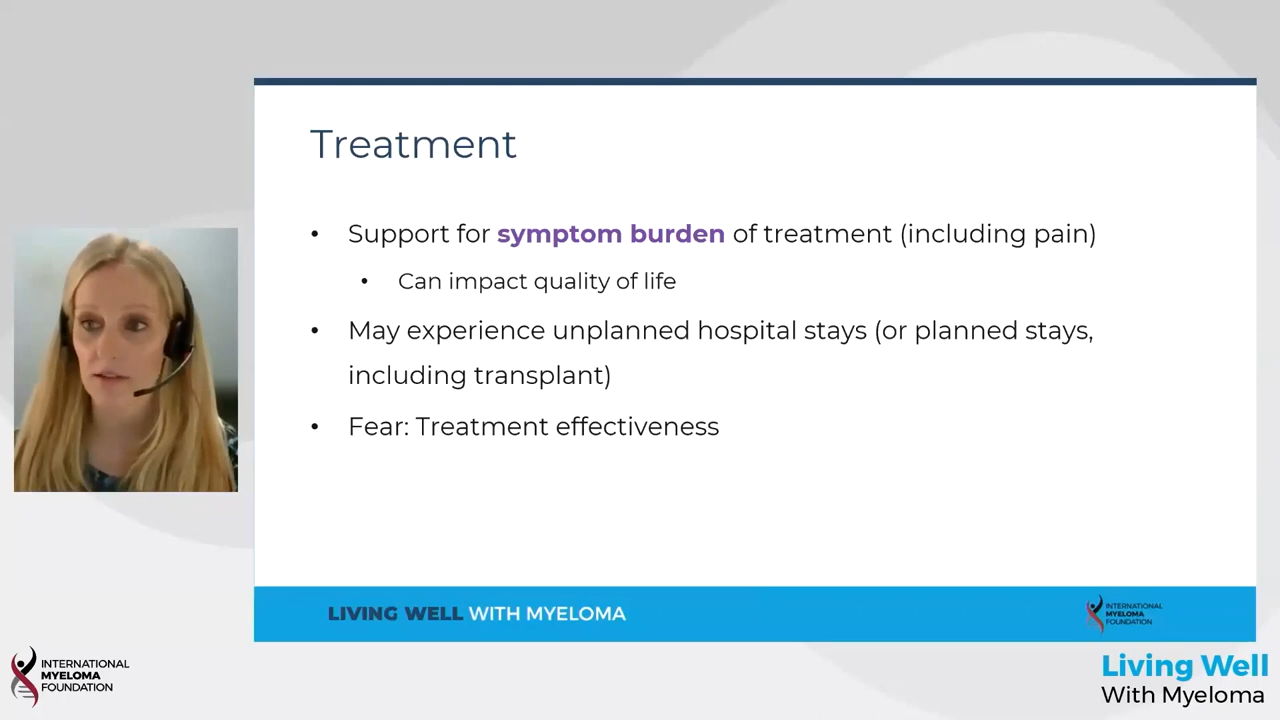 Treatment
• Support for symptom burden of treatment (including pain)
• Can impact quality of life
• May experience unplanned hospital stays (or planned stays,
including transplant)
• Fear: Treatment effectiveness
LIVING WELL WITH MYELOMA
INTERNATIONAL
MYELOMA
FOUNDATION
INTERNATIONAL
MYELOMA
FOUNDATION
Living Well
With Myeloma